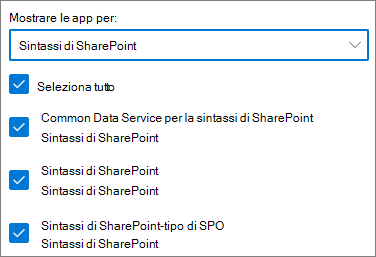 Mostrare le app per:
Sintassi di SharePoint
Seleziona tutto
Common Data Service per la sintassi di SharePoint
Sintassi di SharePoint
Sintassi di SharePoint
Sintassi di SharePoint
Sintassi di SharePoint-tipo di SPO
Sintassi di SharePoint